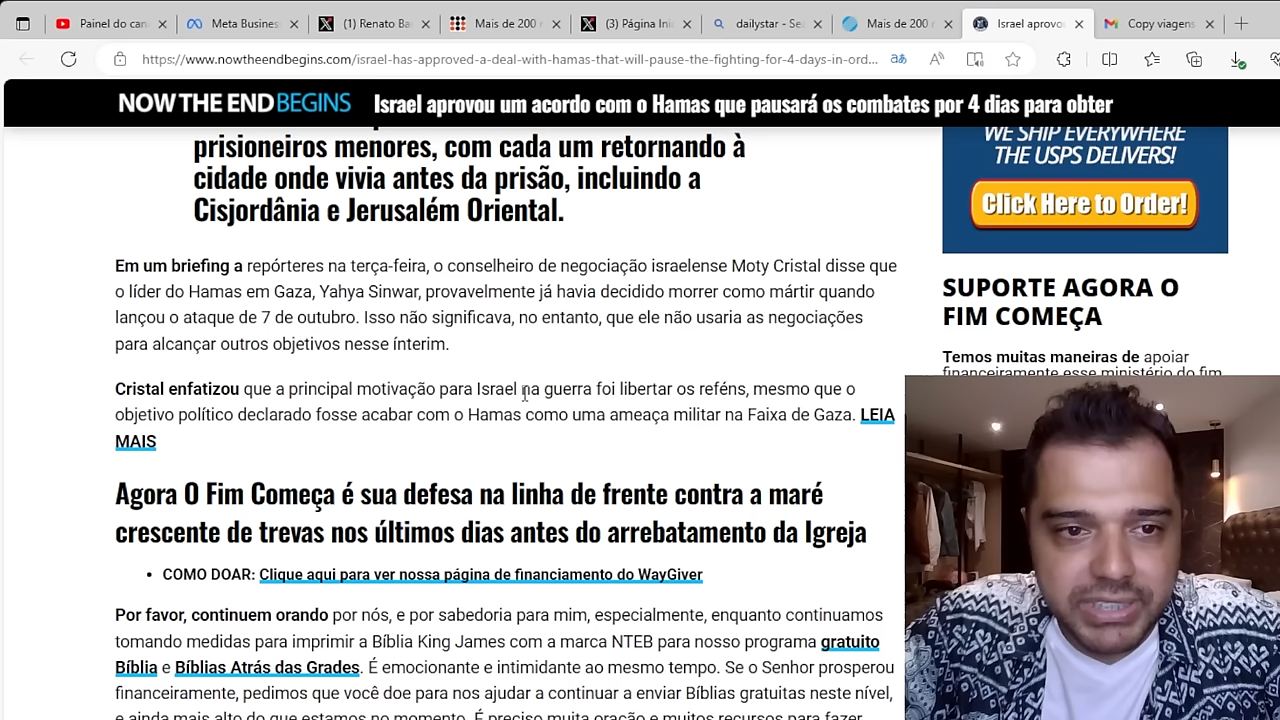 Painel do can
Meta Busines
(1) Renato Ba
Mais de 200 r
(3) Página Ini
dailystar - Se
Mais de 200 r
Israel aprovo
Copy viagens
https://www.nowtheendbegins.com/israel-has-approved-a-deal-with-hamas-that-will-pause-the-fighting-for-4-days-in-ord...
NOW THE END BEGINS
Israel aprovou um acordo com o Hamas que pausará os combates por 4 dias para obter
prisioneiros menores, com cada um retornando à
cidade onde vivia antes da prisão, incluindo a
Cisjordânia e Jerusalém Oriental.
Em um briefing a repórteres na terça-feira, o conselheiro de negociação israelense Moty Cristal disse que
o líder do Hamas em Gaza, Yahya Sinwar, provavelmente já havia decidido morrer como mártir quando
lançou o ataque de 7 de outubro. Isso não significava, no entanto, que ele não usaria as negociações
para alcançar outros objetivos nesse ínterim.
Cristal enfatizou que a principal motivação para Israel na guerra foi libertar os reféns, mesmo que o
objetivo político declarado fosse acabar com o Hamas como uma ameaça militar na Faixa de Gaza. LEIA
MAIS
Agora O Fim Começa é sua defesa na linha de frente contra a maré
crescente de trevas nos últimos dias antes do arrebatamento da Igreja
• COMO DOAR: Clique aqui para ver nossa página de financiamento do WayGiver
Por favor, continuem orando por nós, e por sabedoria para mim, especialmente, enquanto continuamos
tomando medidas para imprimir a Bíblia King James com a marca NTEB para nosso programa gratuito
Bíblia e Bíblias Atrás das Grades. É emocionante e intimidante ao mesmo tempo. Se o Senhor prosperou
financeiramente, pedimos que você doe para nos ajudar a continuar a enviar Bíblias gratuitas neste nível,
e ainda mais alto do que estamos no momento. É preciso muita oração e muitos recursos para fazer
WE SHIP EVERYWHERE
THE USPS DELIVERS!
Click Here to Order!
SUPORTE AGORA O
FIM COMEÇA
Temos muitas maneiras de apoiar
financeiramente esse ministério do fim